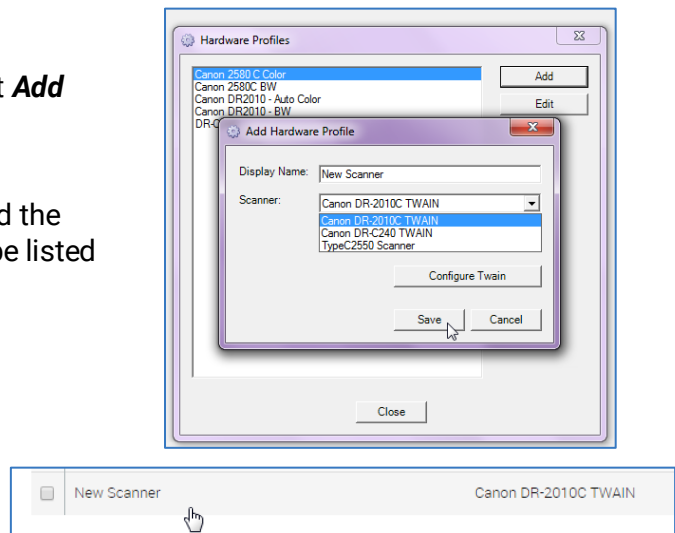 t Add
d the
be listed
Hardware Profiles
Canon 2580 C Color
Canon 2580C BW
Canon DR2010 - Auto Color
Canon DR2010 - BW
Add
Edit
Add Hardware Profile
Display Name: New Scanner
Scanner: Canon DR-2010C TWAIN
Canon DR-2010C TWAIN
Canon DR-C240 TWAIN
TypeC2550 Scanner
Configure Twain
Save Cancel
Close
New Scanner Canon DR-2010C TWAIN